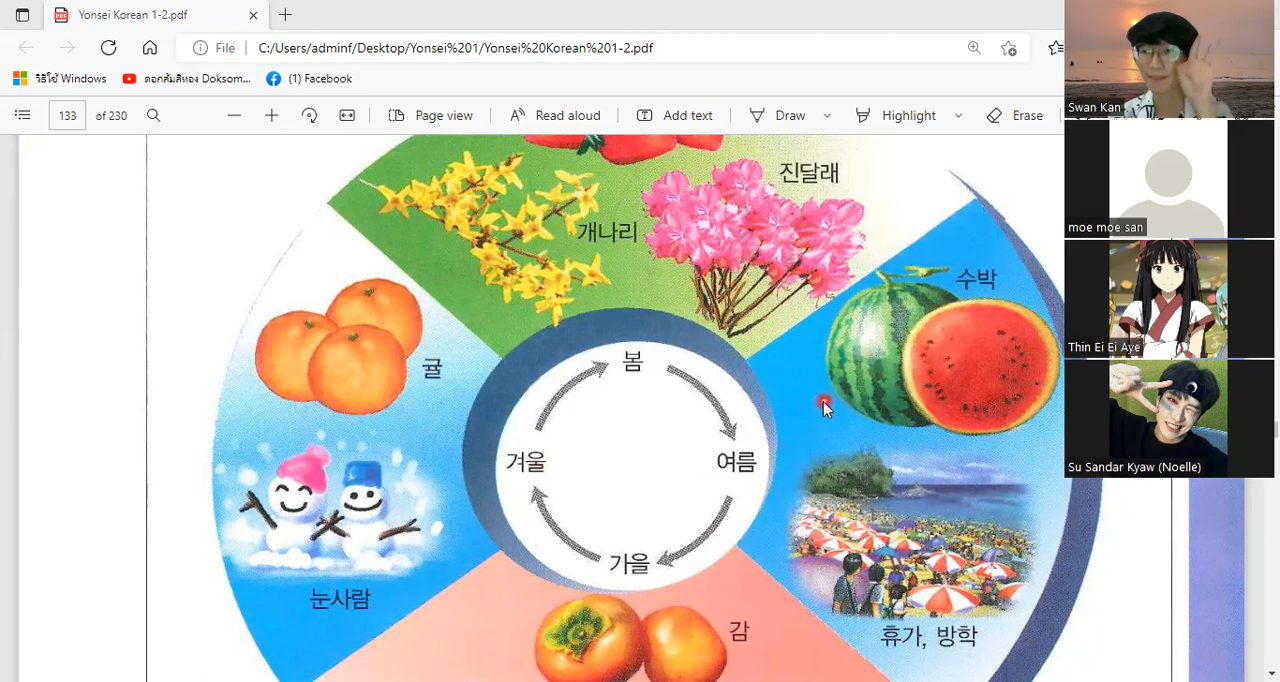 Yonsei Korean 1-2.pdf
File
C:/Users/adminf/Desktop/Yonsei%201/Yonsei%20Korean%201-2.pdf
วิธีใช้ Windows
ดอกส้มสีทอง Doksom...
(1) Facebook
133
of 230
Page view
Read aloud
Add text
Draw
Highlight
Erase
Swan Kan
moe moe san
Thin Ei Ei Aye
Su Sandar Kyaw (Noelle)
진달래
개나리
수박
귤
봄
겨울
여름
가을
눈사람
감
휴가, 방학